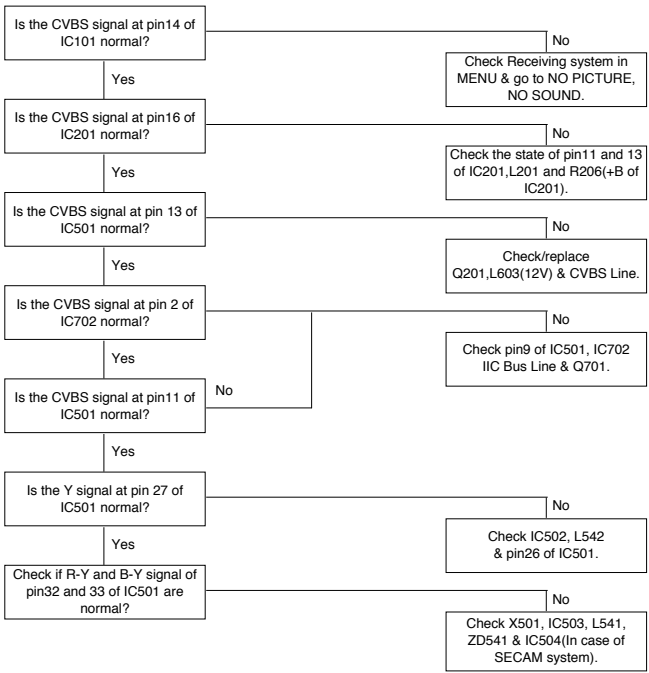 Is the CVBS signal at pin14 of
IC101 normal?
No
Check Receiving system in
MENU & go to NO PICTURE,
NO SOUND.
Yes
Is the CVBS signal at pin16 of
IC201 normal?
No
Check the state of pin11 and 13
of IC201,L201 and R206(+B of
IC201).
Yes
Is the CVBS signal at pin 13 of
IC501 normal?
No
Check/replace
Q201,L603(12V) & CVBS Line.
Yes
Is the CVBS signal at pin 2 of
IC702 normal?
No
Check pin9 of IC501, IC702
IIC Bus Line & Q701.
Yes
Is the CVBS signal at pin11 of
IC501 normal?
No
Yes
Is the Y signal at pin 27 of
IC501 normal?
No
Check IC502, L542
& pin26 of IC501.
Yes
Check if R-Y and B-Y signal of
pin32 and 33 of IC501 are
normal?
No
Check X501, IC503, L541,
ZD541 & IC504(In case of
SECAM system).